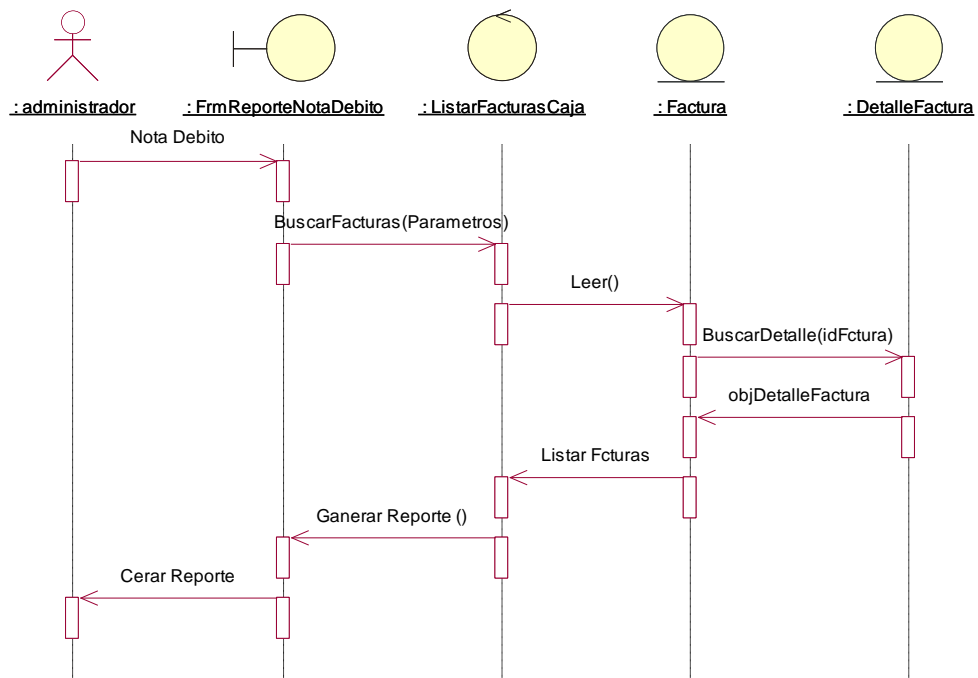 : administrador
: FrmReporteNotaDebito
: ListarFacturasCaja
: Factura
: DetalleFactura
Nota Debito
BuscarFacturas(Parametros)
Leer()
BuscarDetalle(idFctura)
objDetalleFactura
Listar Fcturas
Ganerar Reporte ()
Cerar Reporte